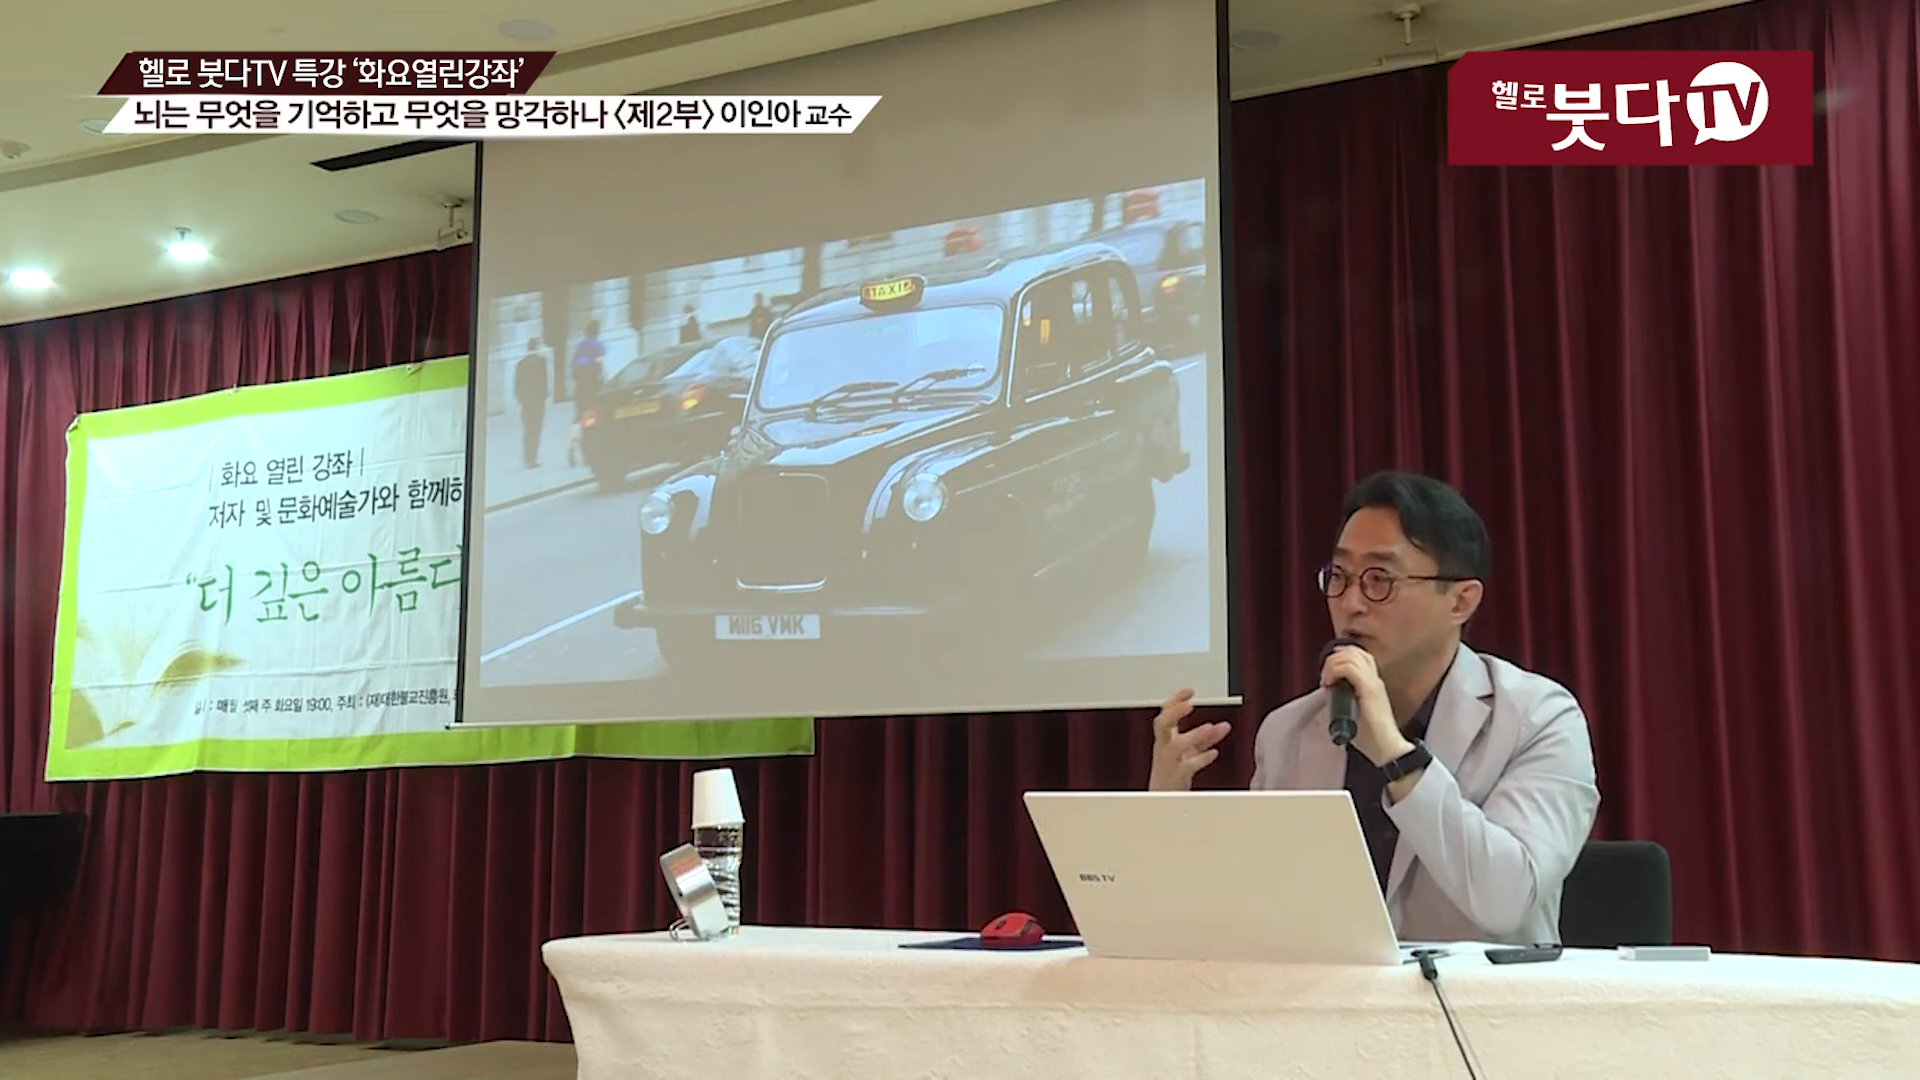 헬로 붓다TV 특강 ‘화요열린강좌’
뇌는 무엇을 기억하고 무엇을 망각하나 <제2부> 이인아 교수
헬로 붓다TV
TAXI
| 화요 열린 강좌 |
저자 및 문화예술가와 함께하
“더 깊은 아름다
: 매월 셋째 주 화요일 19:00, 주최 : (재)대한불교진흥원,
BBS TV